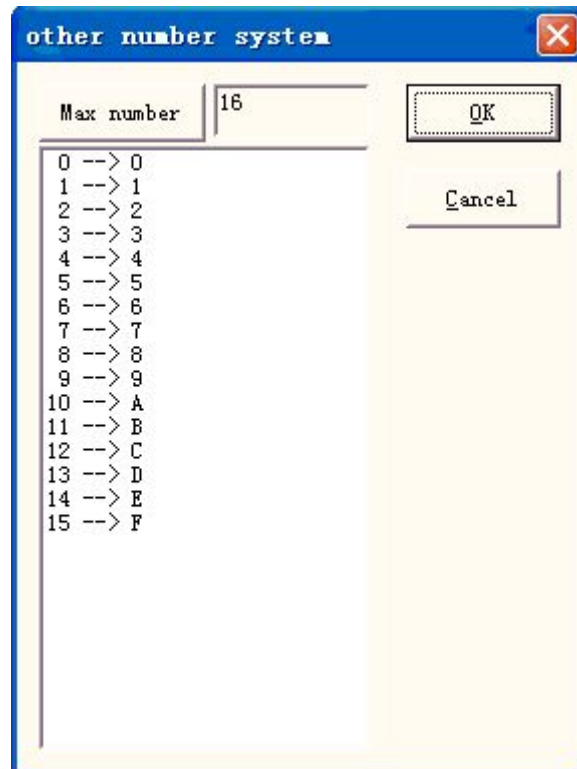 other number system
Max number
16
OK
Cancel
0 --> 0
1 --> 1
2 --> 2
3 --> 3
4 --> 4
5 --> 5
6 --> 6
7 --> 7
8 --> 8
9 --> 9
10 --> A
11 --> B
12 --> C
13 --> D
14 --> E
15 --> F